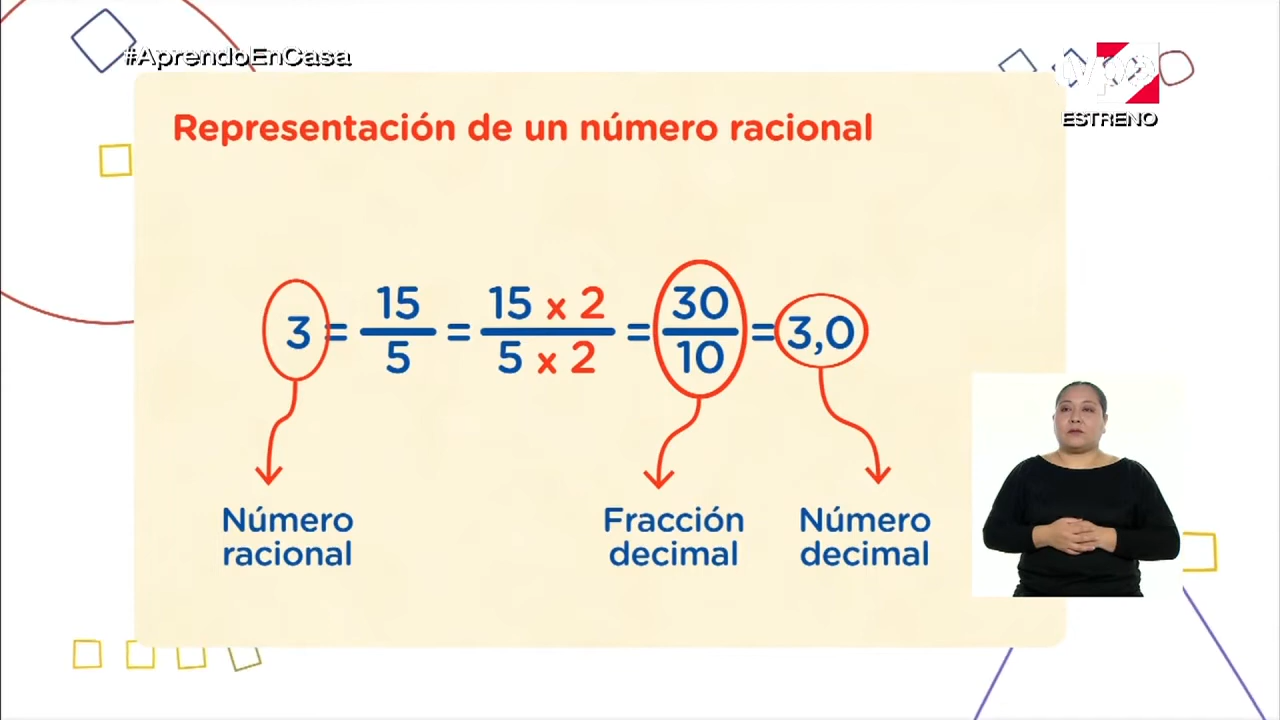 #AprendoEnCasa
tvpe
ESTRENO
Representación de un número racional
3 = 15/5 = 15 x 2/5 x 2 = 30/10 = 3,0
Número racional
Fracción decimal
Número decimal